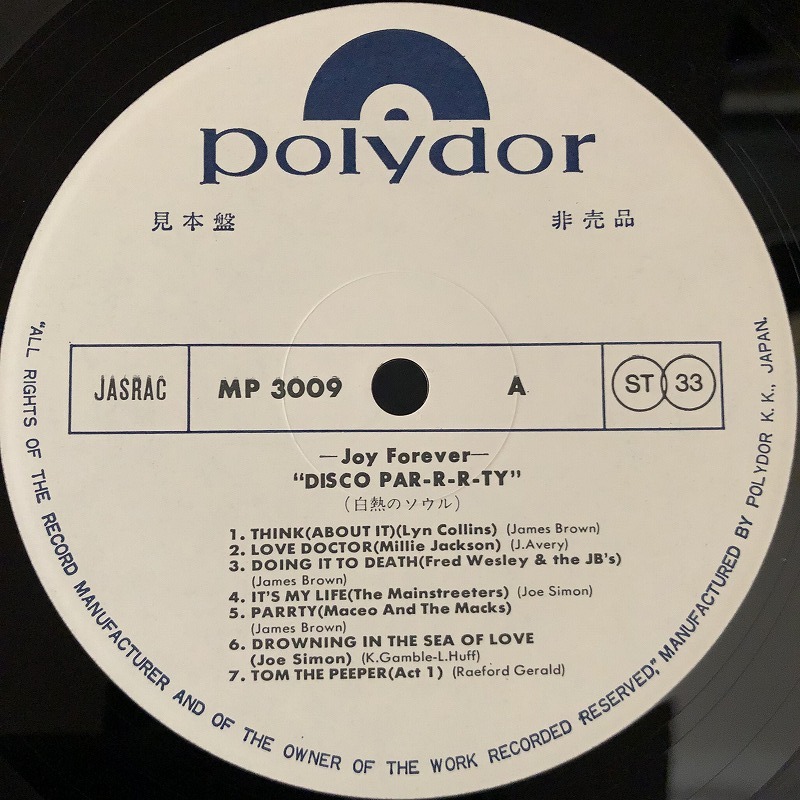 polydor
見本盤 非売品
JASRAC MP 3009 A ST 33
—Joy Forever—
“DISCO PAR-R-R-TY”
(白熱のソウル)
1. THINK(ABOUT IT)(Lyn Collins) (James Brown)
2. LOVE DOCTOR(Millie Jackson) (J.Avery)
3. DOING IT TO DEATH(Fred Wesley & the JB's)
(James Brown)
4. IT'S MY LIFE(The Mainstreeters) (Joe Simon)
5. PARRTY(Maceo And The Macks)
(James Brown)
6. DROWNING IN THE SEA OF LOVE
(Joe Simon) (K.Gamble-L.Huff)
7. TOM THE PEEPER(Act 1) (Raeford Gerald)
“ALL RIGHTS OF THE RECORD MANUFACTURER AND OF THE OWNER OF THE WORK RECORDED RESERVED,” MANUFACTURED BY POLYDOR K.K., JAPAN.